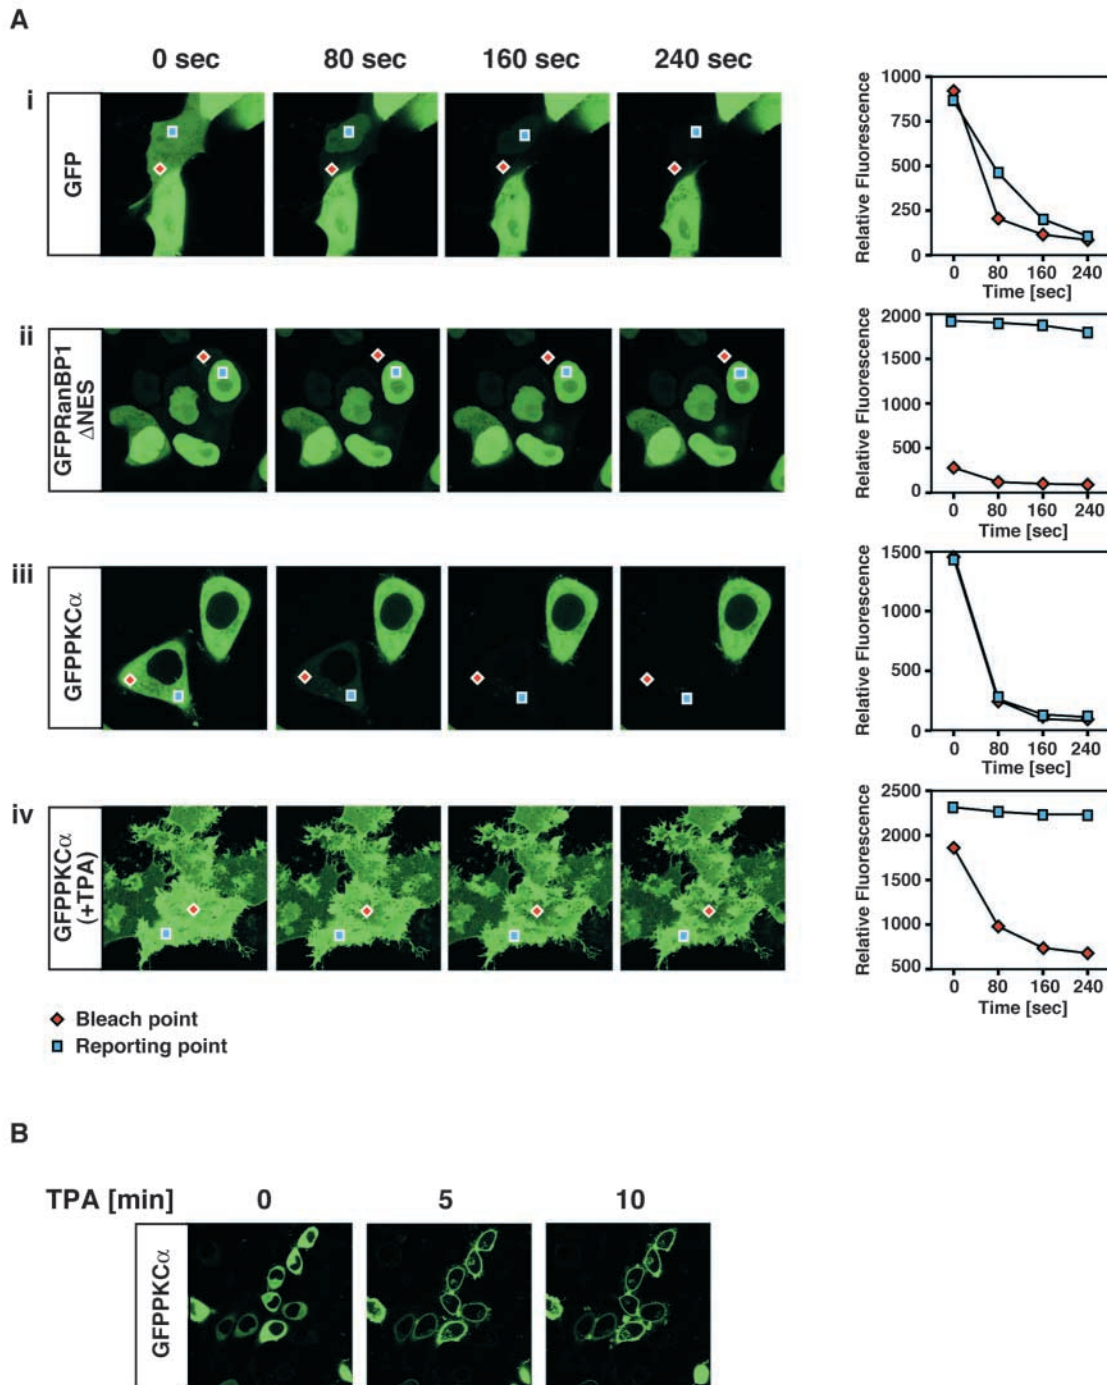 A
0 sec 80 sec 160 sec 240 sec
i
GFP
1000
750
500
250
0
Relative Fluorescence
0 80 160 240
Time [sec]
ii
GFPRanBP1
ΔNES
2000
1500
1000
500
0
Relative Fluorescence
0 80 160 240
Time [sec]
iii
GFPPKCα
1500
1000
500
0
Relative Fluorescence
0 80 160 240
Time [sec]
iv
GFPPKCα
(+TPA)
2500
2000
1500
1000
500
Relative Fluorescence
0 80 160 240
Time [sec]
Bleach point
Reporting point
B
TPA [min] 0 5 10
GFPPKCα